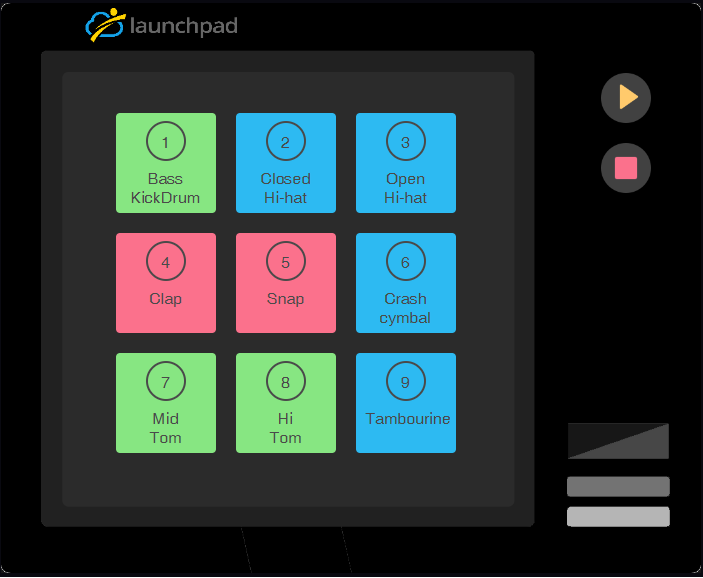 launchpad
1
Bass
KickDrum
2
Closed
Hi-hat
3
Open
Hi-hat
4
Clap
5
Snap
6
Crash
cymbal
7
Mid
Tom
8
Hi
Tom
9
Tambourine